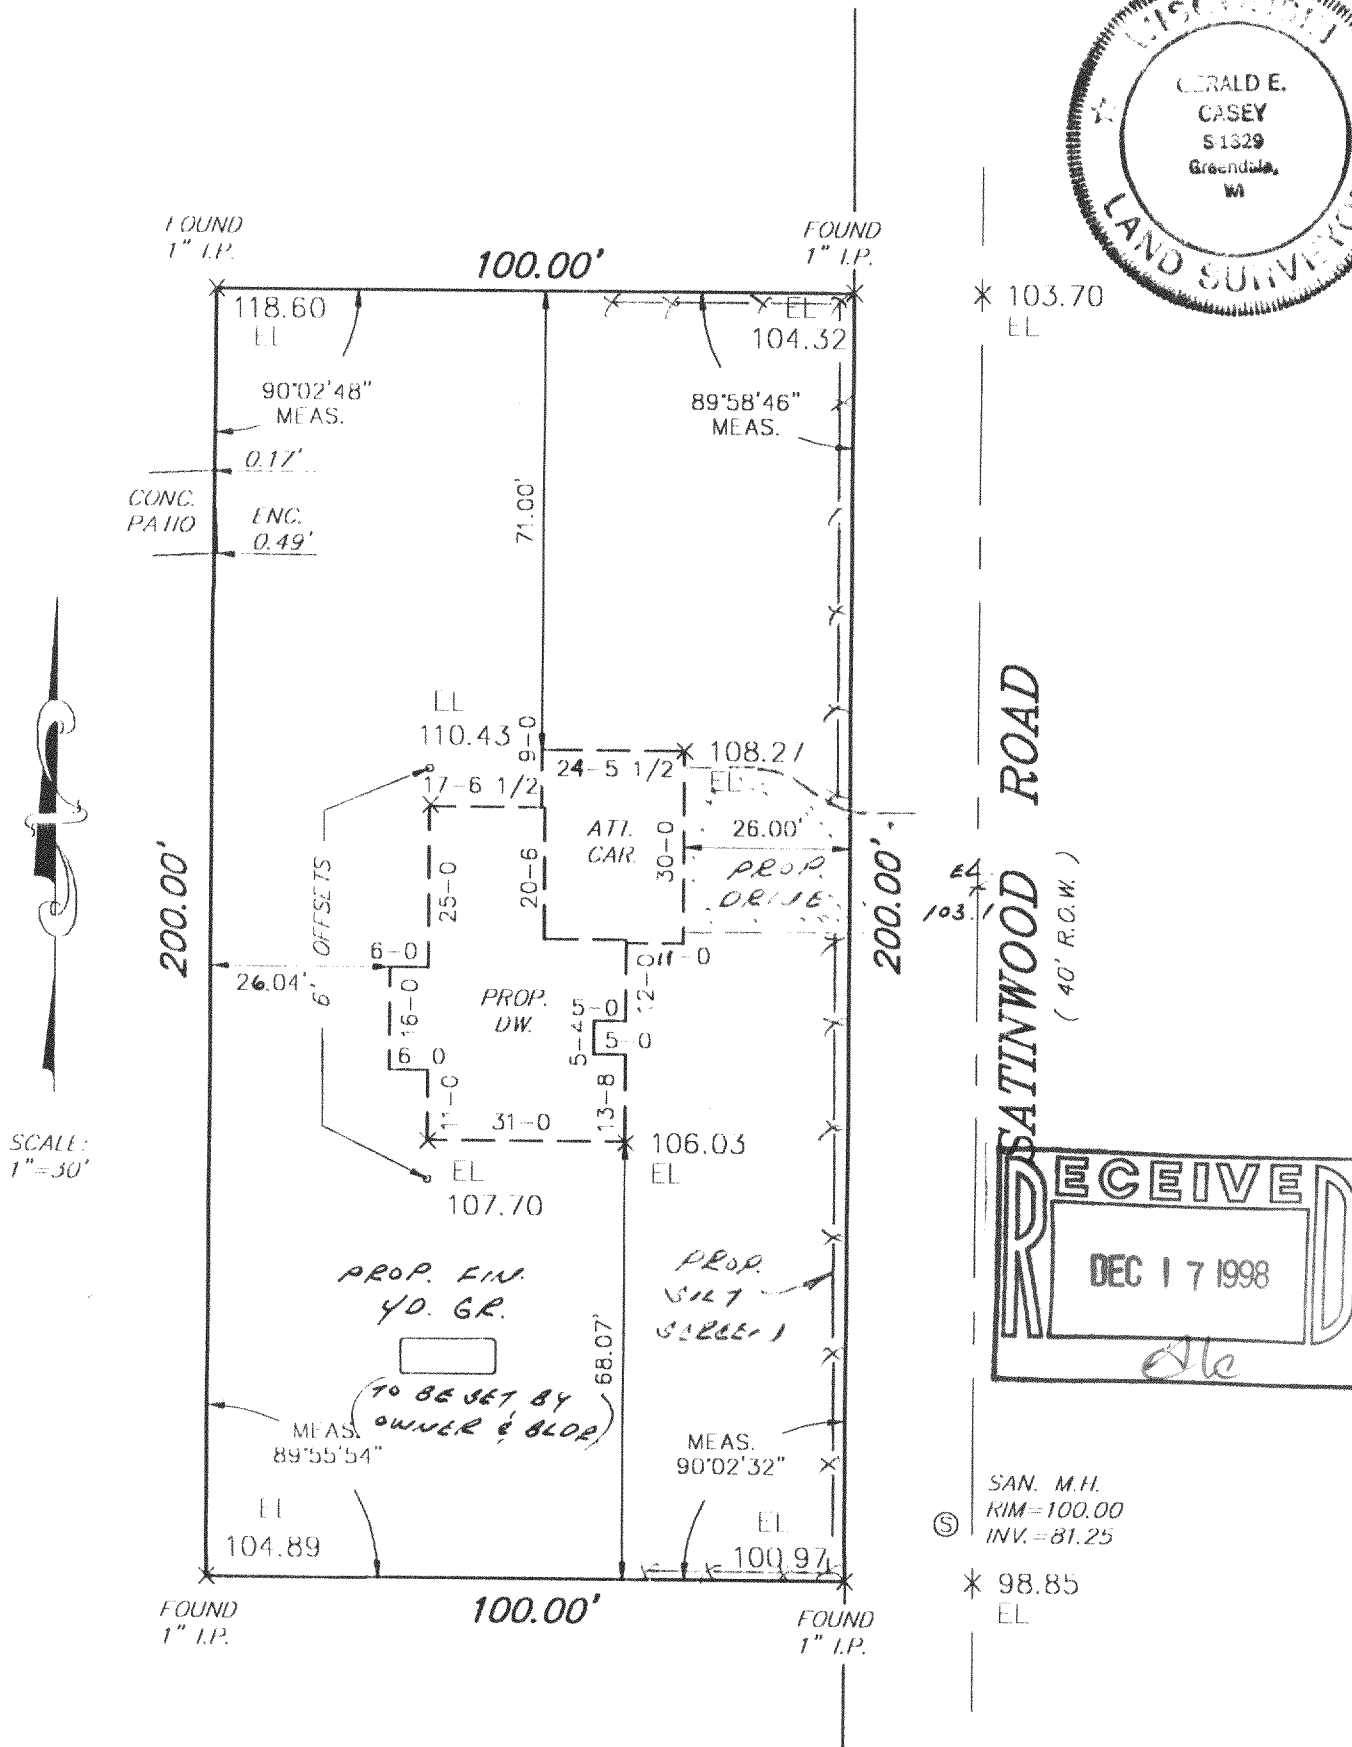 WISCONSIN
GERALD E.
CASEY
S-1329
Greendale,
WI
LAND SURVEYOR
FOUND
1" I.P.
100.00'
FOUND
1" I.P.
118.60
EL
EL
104.32
103.70
EL
90°02'48"
MEAS.
89°58'46"
MEAS.
0.17'
CONC.
PATIO
ENC.
0.49'
71.00'
EL
110.43
9-0
24-5 1/2
108.27
EL
17-6 1/2
ATT.
GAR.
30-0
26.00'
PROP.
DRIVE
20-6
25-0
6' OFFSETS
200.00'
200.00'
EL
103.1
SATINWOOD ROAD
( 40' R.O.W. )
6-0
26.04'
11-0
12-0
16-0
PROP.
DW.
5-0
5-4
5-0
6-0
11-0
31-0
13-8
106.03
EL
EL
107.70
SCALE:
1"=30'
RECEIVED
DEC 17 1998
PROP. FIN.
YD. GR.
PROP.
SILT
SCREEN
68.07'
(TO BE SET BY
OWNER & BLDR)
MEAS.
89°55'54"
MEAS.
90°02'32"
EL
104.89
EL
100.97
S
SAN. M.H.
RIM=100.00
INV.=81.25
98.85
EL
FOUND
1" I.P.
100.00'
FOUND
1" I.P.